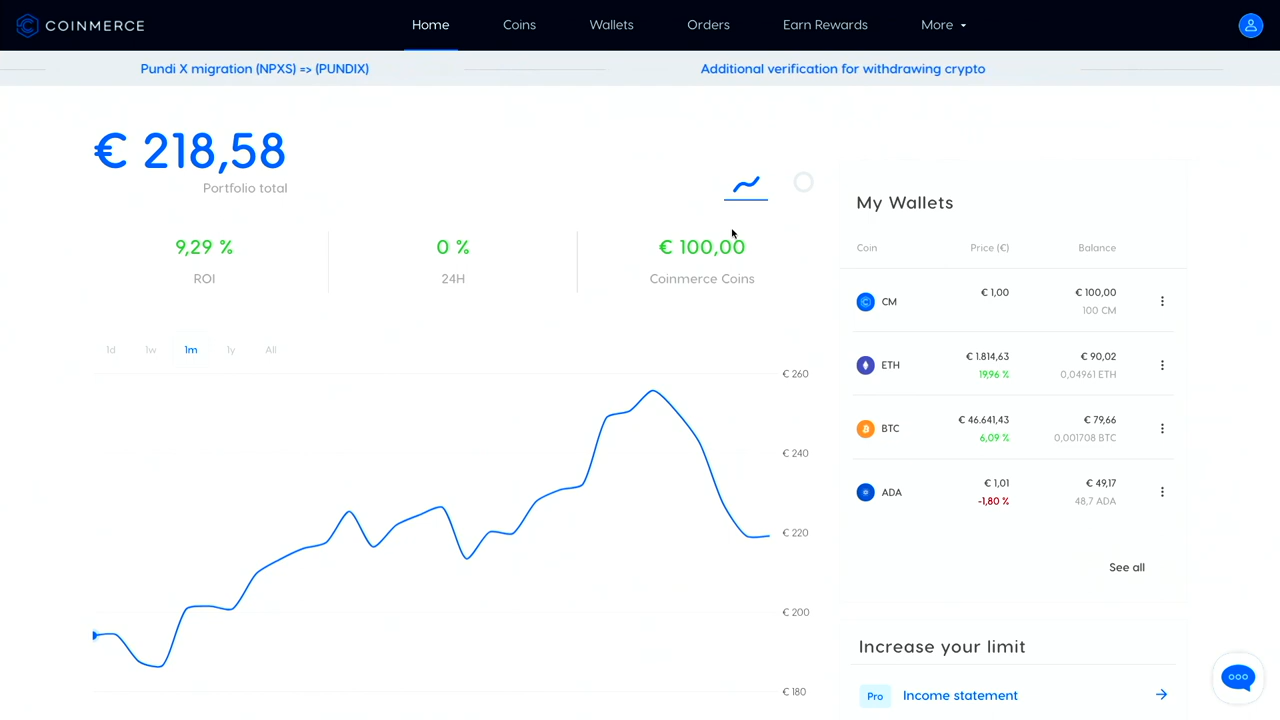 COINMERCE
Home
Coins
Wallets
Orders
Earn Rewards
More
Pundi X migration (NPXS) => (PUNDIX)
Additional verification for withdrawing crypto
€ 218,58
Portfolio total
9,29 %
ROI
0 %
24H
€ 100,00
Coinmerce Coins
1d
1w
1m
1y
All
€ 260
€ 240
€ 220
€ 200
€ 180
My Wallets
Coin Price (€) Balance
CM € 1,00 € 100,00
100 CM
ETH € 1.814,63 € 90,02
19,96 % 0,04961 ETH
BTC € 46.641,43 € 79,66
6,09 % 0,001708 BTC
ADA € 1,01 € 49,17
-1,80 % 48,7 ADA
See all
Increase your limit
Pro Income statement